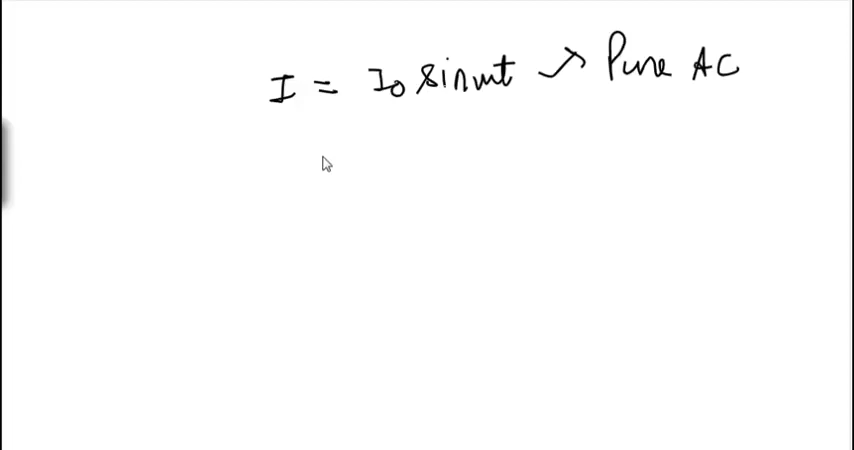 I = I₀ sinωt → Pure AC